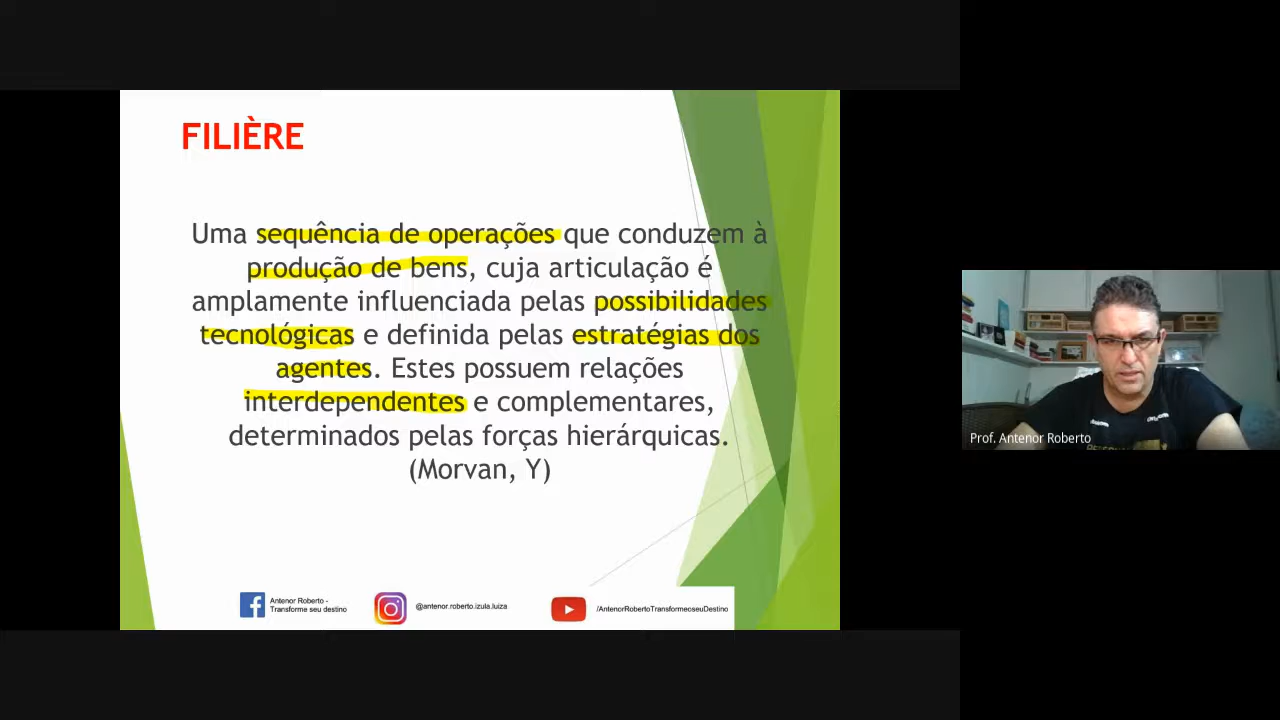 FILIÈRE
Uma sequência de operações que conduzem à
produção de bens, cuja articulação é
amplamente influenciada pelas possibilidades
tecnológicas e definida pelas estratégias dos
agentes. Estes possuem relações
interdependentes e complementares,
determinados pelas forças hierárquicas.
(Morvan, Y)
Antenor Roberto -
Transforme seu destino
@antenor.roberto.izula.luiza
/AntenorRobertoTransformeoseuDestino
Prof. Antenor Roberto